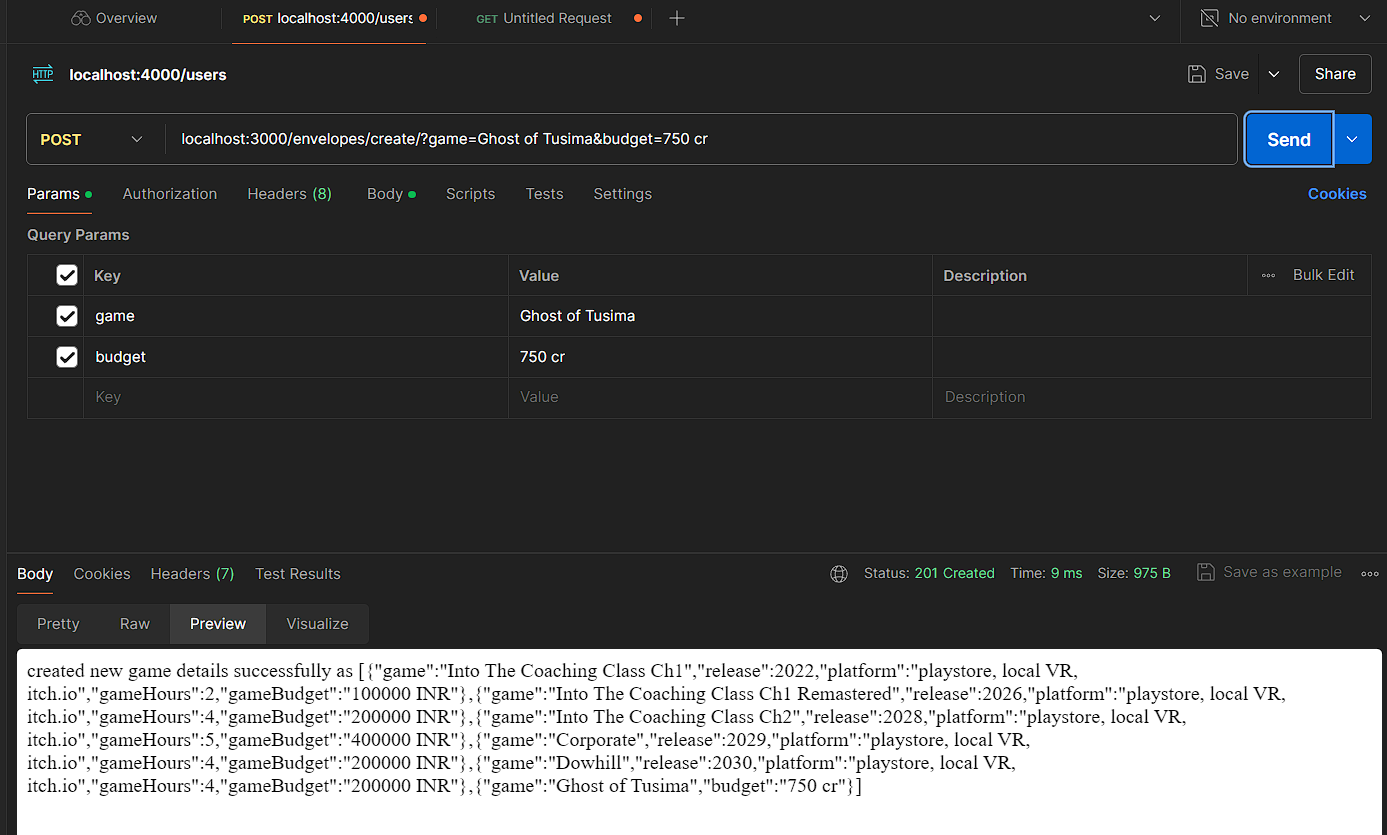 Overview
POST localhost:4000/users
GET Untitled Request
No environment
HTTP localhost:4000/users
Save
Share
POST
localhost:3000/envelopes/create/?game=Ghost of Tusima&budget=750 cr
Send
Params
Authorization
Headers (8)
Body
Scripts
Tests
Settings
Cookies
Query Params
Key Value Description Bulk Edit
game Ghost of Tusima
budget 750 cr
Key Value Description
Body Cookies Headers (7) Test Results
Status: 201 Created Time: 9 ms Size: 975 B Save as example
Pretty Raw Preview Visualize
created new game details successfully as [{"game":"Into The Coaching Class Ch1","release":2022,"platform":"playstore, local VR,
itch.io","gameHours":2,"gameBudget":"100000 INR"},{"game":"Into The Coaching Class Ch1 Remastered","release":2026,"platform":"playstore, local VR,
itch.io","gameHours":4,"gameBudget":"200000 INR"},{"game":"Into The Coaching Class Ch2","release":2028,"platform":"playstore, local VR,
itch.io","gameHours":5,"gameBudget":"400000 INR"},{"game":"Corporate","release":2029,"platform":"playstore, local VR,
itch.io","gameHours":4,"gameBudget":"200000 INR"},{"game":"Dowhill","release":2030,"platform":"playstore, local VR,
itch.io","gameHours":4,"gameBudget":"200000 INR"},{"game":"Ghost of Tusima","budget":"750 cr"}]